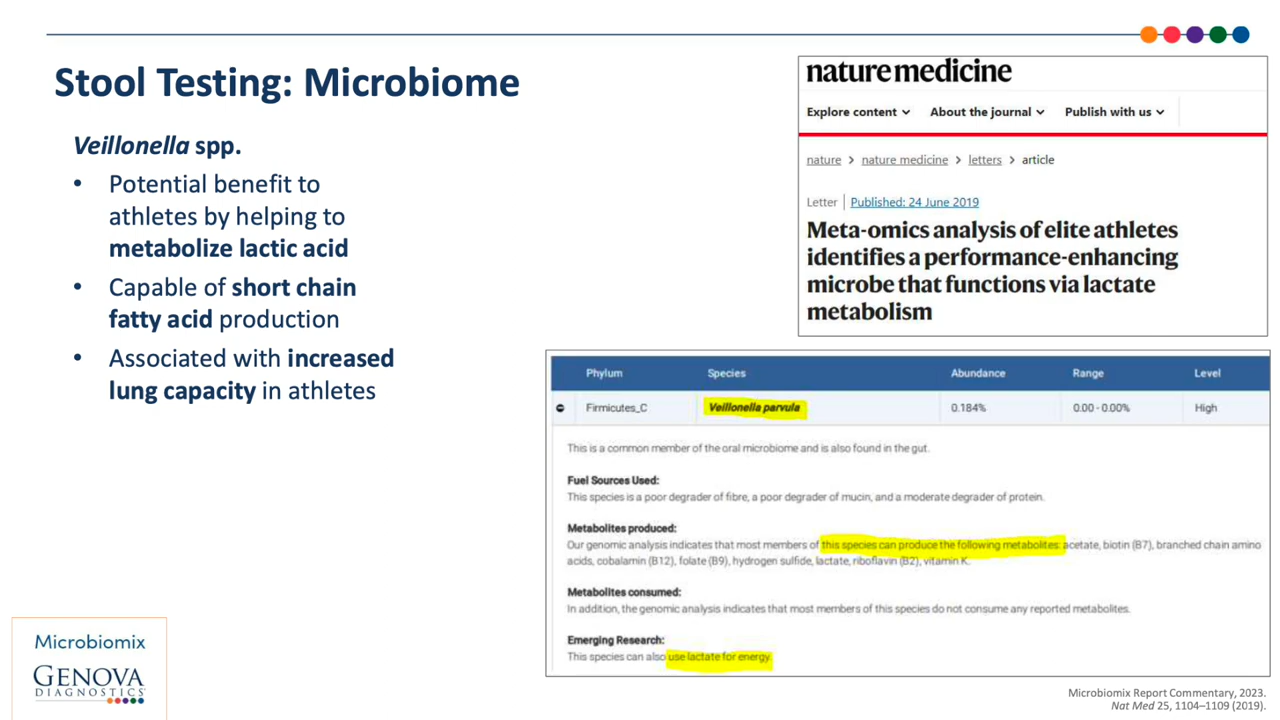 Stool Testing: Microbiome
Veillonella spp.
• Potential benefit to
athletes by helping to
metabolize lactic acid
• Capable of short chain
fatty acid production
• Associated with increased
lung capacity in athletes
nature medicine
Explore content About the journal Publish with us
nature > nature medicine > letters > article
Letter | Published: 24 June 2019
Meta-omics analysis of elite athletes
identifies a performance-enhancing
microbe that functions via lactate
metabolism
Phylum Species Abundance Range Level
Firmicutes_C Veillonella parvula 0.184% 0.00 - 0.00% High
This is a common member of the oral microbiome and is also found in the gut.
Fuel Sources Used:
This species is a poor degrader of fibre, a poor degrader of mucin, and a moderate degrader of protein.
Metabolites produced:
Our genomic analysis indicates that most members of this species can produce the following metabolites: acetate, biotin (B7), branched chain amino
acids, cobalamin (B12), folate (B9), hydrogen sulfide, lactate, riboflavin (B2), vitamin K.
Metabolites consumed:
In addition, the genomic analysis indicates that most members of this species do not consume any reported metabolites.
Emerging Research:
This species can also use lactate for energy.
Microbiomix
GENOVA
DIAGNOSTICS
Microbiomix Report Commentary, 2023.
Nat Med 25, 1104–1109 (2019).